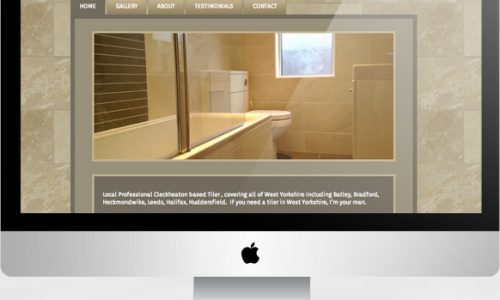 HOME GALLERY ABOUT TESTIMONIALS CONTACT
Local Professional Cleckheaton based Tiler , covering all of West Yorkshire including Batley, Bradford,
Heckmondwike, Leeds, Halifax, Huddersfield. If you need a tiler in West Yorkshire, I'm your man.